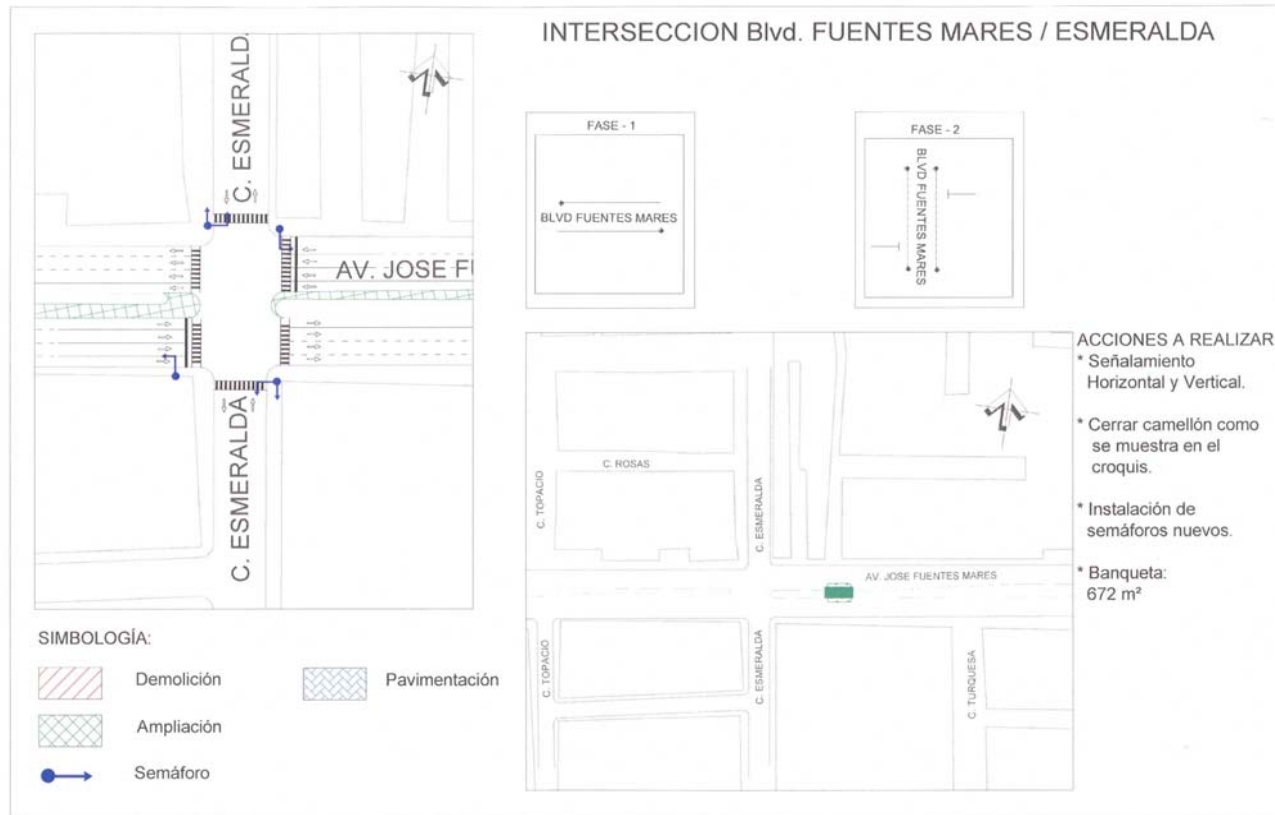 INTERSECCION Blvd. FUENTES MARES / ESMERALDA
C. ESMERALD.
AV. JOSE FU
C. ESMERALDA
FASE - 1
BLVD FUENTES MARES
FASE - 2
BLVD FUENTES MARES
C. ROSAS
C. TOPACIO
C. ESMERALDA
AV. JOSE FUENTES MARES
C. TOPACIO
C. ESMERALDA
C. TURQUESA
ACCIONES A REALIZAR
* Señalamiento
Horizontal y Vertical.
* Cerrar camellón como
se muestra en el
croquis.
* Instalación de
semáforos nuevos.
* Banqueta:
672 m²
SIMBOLOGÍA:
Demolición
Pavimentación
Ampliación
Semáforo